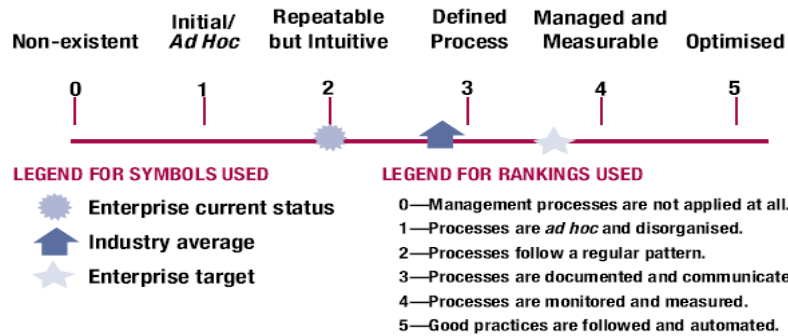 Non-existent
Initial/
Ad Hoc
Repeatable
but Intuitive
Defined
Process
Managed and
Measurable
Optimised
0 1 2 3 4 5
LEGEND FOR SYMBOLS USED
Enterprise current status
Industry average
Enterprise target
LEGEND FOR RANKINGS USED
0—Management processes are not applied at all.
1—Processes are ad hoc and disorganised.
2—Processes follow a regular pattern.
3—Processes are documented and communicate
4—Processes are monitored and measured.
5—Good practices are followed and automated.